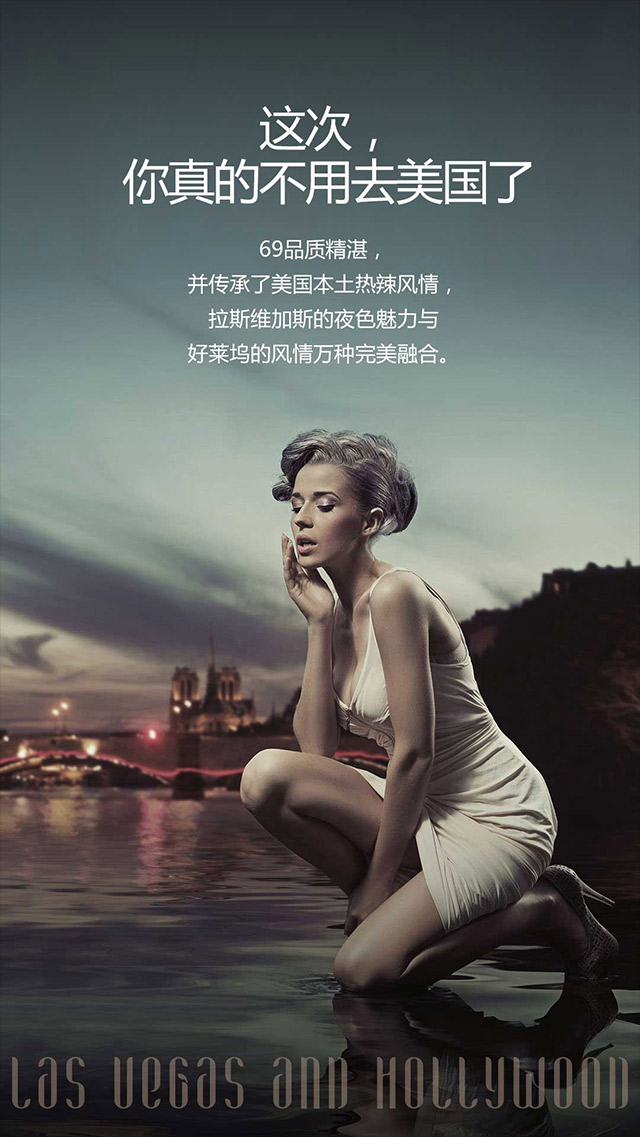 这次，
你真的不用去美国了
69品质精湛，
并传承了美国本土热辣风情，
拉斯维加斯的夜色魅力与
好莱坞的风情万种完美融合。
LAS VEGAS AND HOLLYWOOD